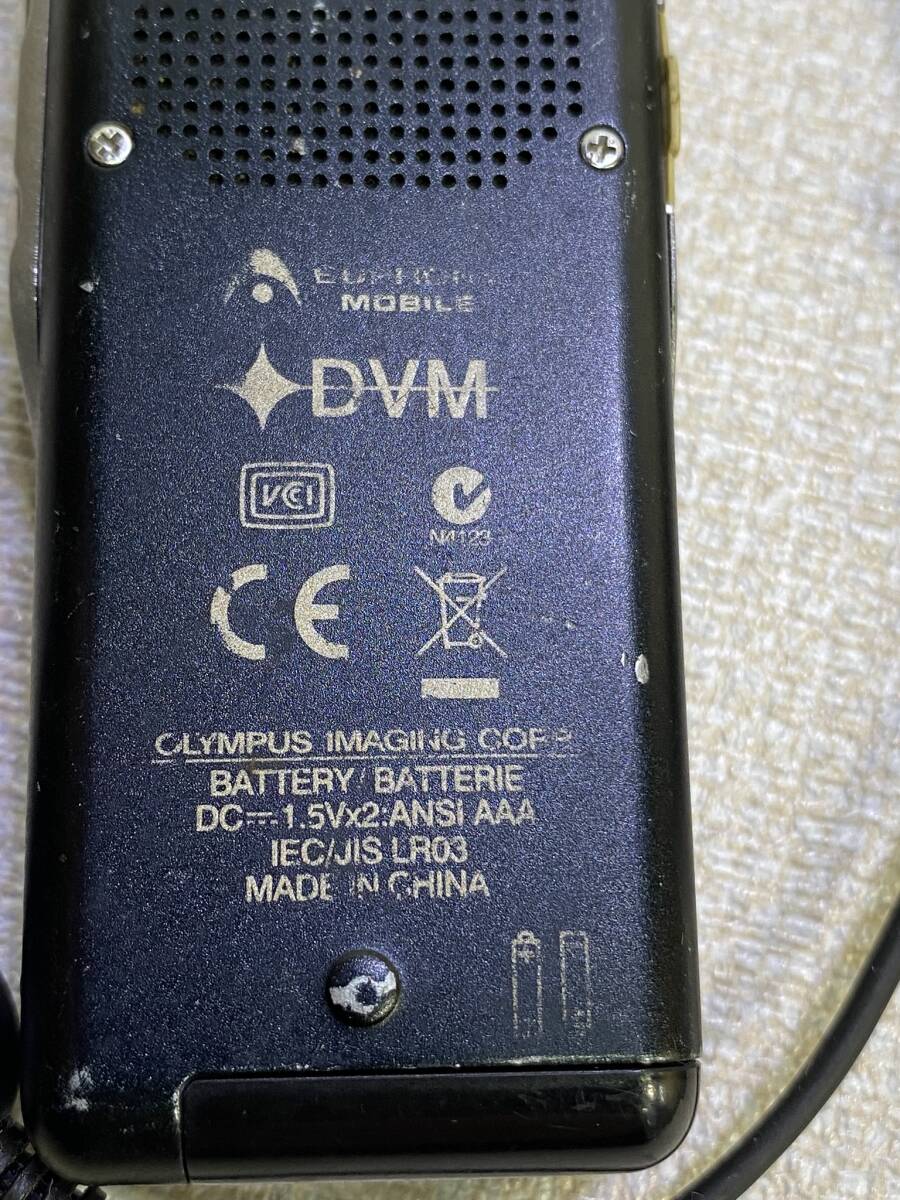 EUPHONY
MOBILE
DVM
VCI
N4123
CE
OLYMPUS IMAGING CORP.
BATTERY/BATTERIE
DC⎓1.5Vx2:ANSI AAA
IEC/JIS LR03
MADE IN CHINA